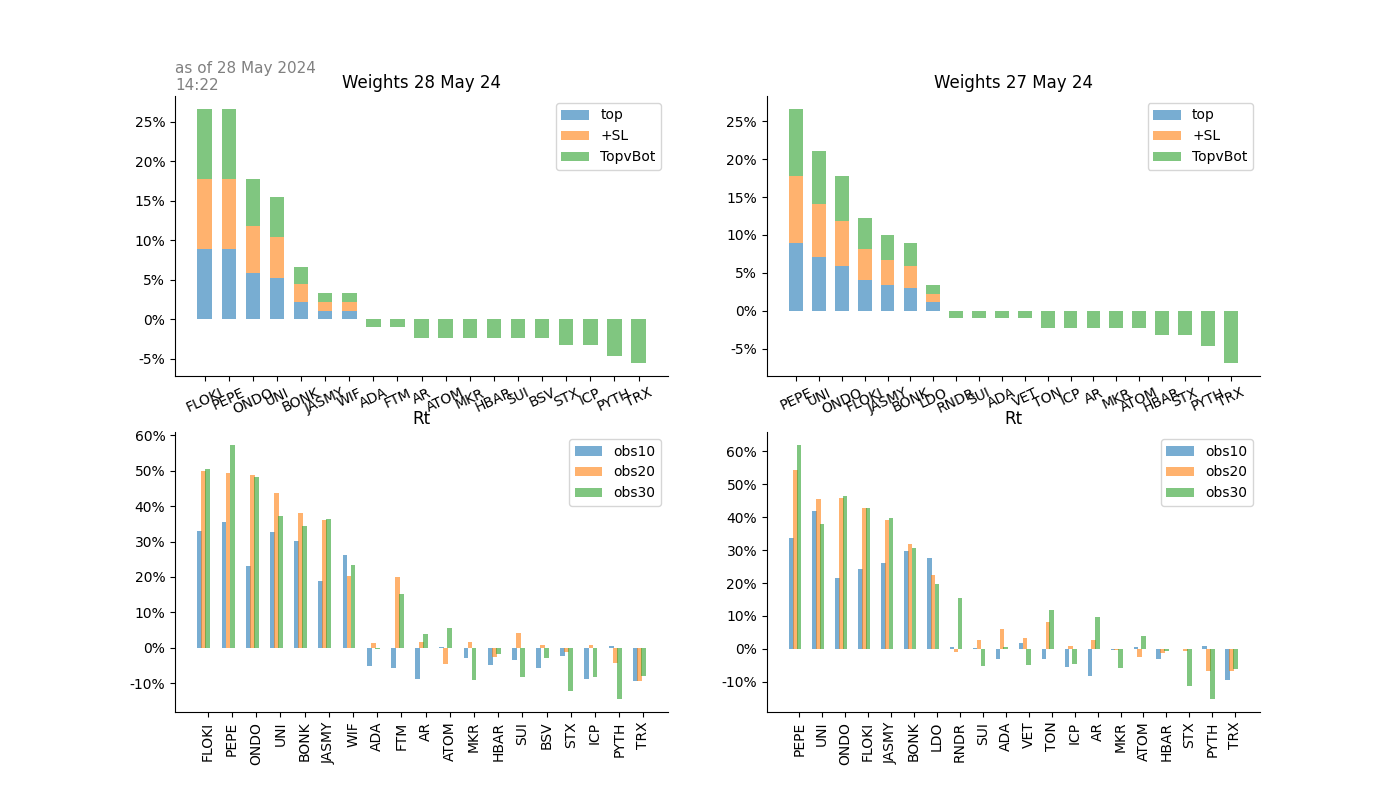 as of 28 May 2024
14:22
Weights 28 May 24
25%
20%
15%
10%
5%
0%
-5%
top
+SL
TopvBot
FLOKI PEPE ONDO UNI BONK JASMY WIF ADA FTM AR ATOM MKR HBAR SUI BSV STX ICP PYTH TRX
Weights 27 May 24
25%
20%
15%
10%
5%
0%
-5%
top
+SL
TopvBot
PEPE UNI ONDO FLOKI JASMY BONK LDO RNDR SUI ADA VET TON ICP AR MKR ATOM HBAR STX PYTH TRX
Rt
60%
50%
40%
30%
20%
10%
0%
-10%
obs10
obs20
obs30
FLOKI PEPE ONDO UNI BONK JASMY WIF ADA FTM AR ATOM MKR HBAR SUI BSV STX ICP PYTH TRX
Rt
60%
50%
40%
30%
20%
10%
0%
-10%
obs10
obs20
obs30
PEPE UNI ONDO FLOKI JASMY BONK LDO RNDR SUI ADA VET TON ICP AR MKR ATOM HBAR STX PYTH TRX